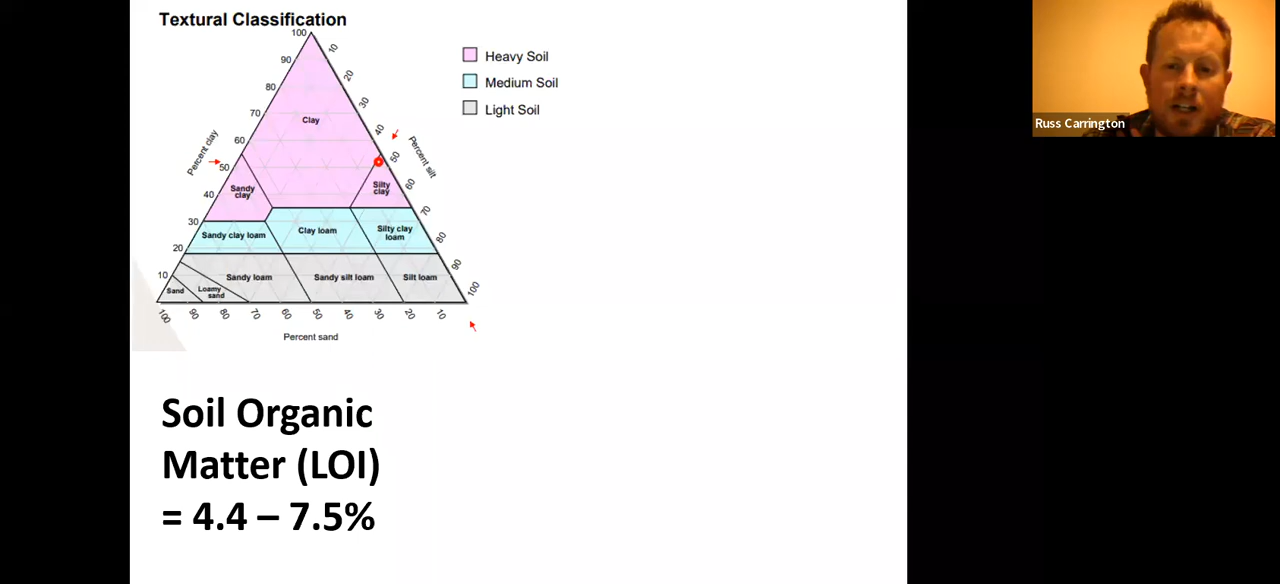 Textural Classification
Heavy Soil
Medium Soil
Light Soil
100
90
80
70
60
50
40
30
20
10
Percent clay
10
20
30
40
50
60
70
80
90
100
Percent silt
Clay
Sandy
clay
Silty
clay
Sandy clay loam
Clay loam
Silty clay
loam
Sand
Loamy
sand
Sandy loam
Sandy silt loam
Silt loam
100
90
80
70
60
50
40
30
20
10
Percent sand
Soil Organic
Matter (LOI)
= 4.4 – 7.5%
Russ Carrington